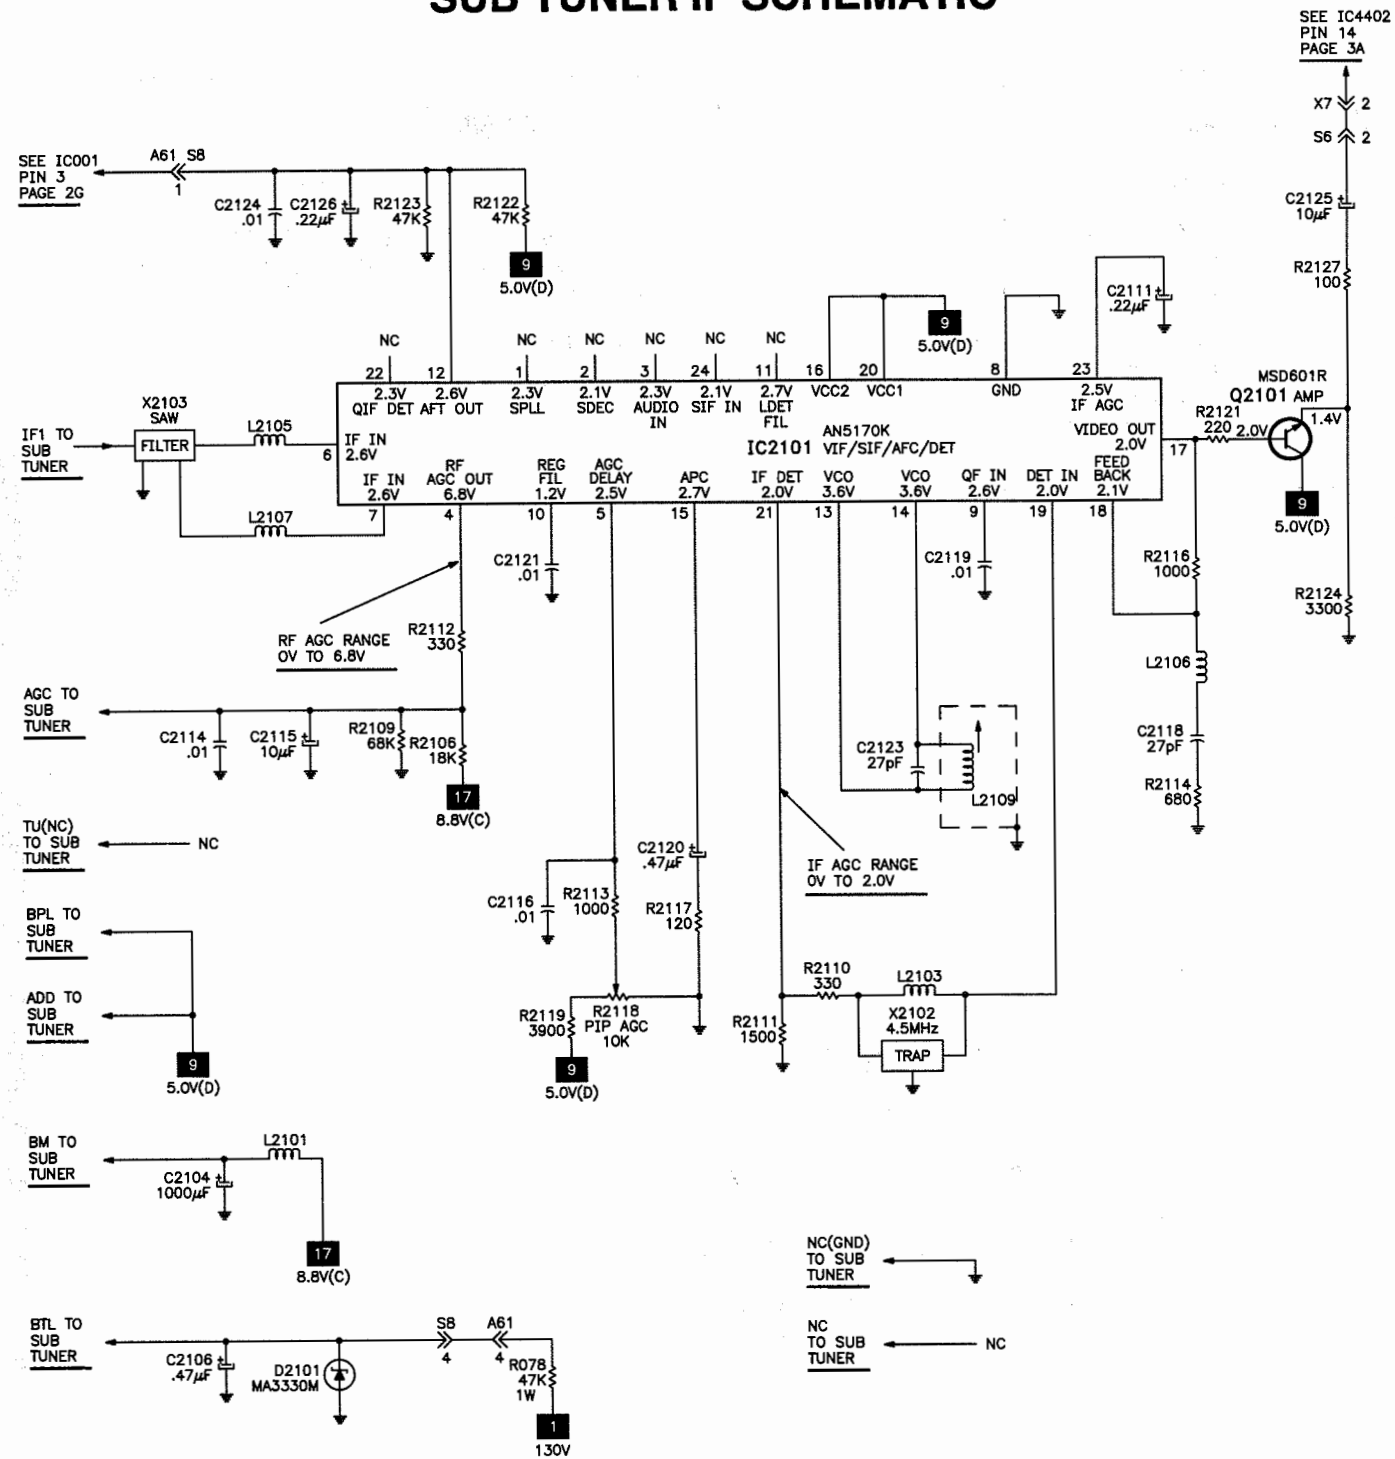 SUB TUNER IF SCHEMATIC
SEE IC4402
PIN 14
PAGE 3A
X7 2
S6 2
SEE IC001
PIN 3
PAGE 2G
A61 S8
1
C2124
.01
C2126 +
.22µF
R2123
47K
R2122
47K
9
5.0V(D)
C2125 +
10µF
R2127
100
C2111 +
.22µF
9
5.0V(D)
NC
NC
NC
NC
NC
NC
22
12
1
2
3
24
11
16
20
8
23
2.3V
QIF DET
2.6V
AFT OUT
2.3V
SPLL
2.1V
SDEC
2.3V
AUDIO
IN
2.1V
SIF IN
2.7V
LDET
FIL
VCC2
VCC1
GND
2.5V
IF AGC
MSD601R
Q2101 AMP
1.4V
R2121
220
2.0V
X2103
SAW
FILTER
L2105
IF1 TO
SUB
TUNER
6
IF IN
2.6V
AN5170K
IC2101 VIF/SIF/AFC/DET
VIDEO OUT
2.0V
17
IF IN
2.6V
RF
AGC OUT
6.8V
REG
FIL
1.2V
AGC
DELAY
2.5V
APC
2.7V
IF DET
2.0V
VCO
3.6V
VCO
3.6V
QF IN
2.6V
DET IN
2.0V
FEED
BACK
2.1V
7
4
10
5
15
21
13
14
9
19
18
9
5.0V(D)
L2107
C2121
.01
C2119
.01
R2116
1000
R2124
3300
RF AGC RANGE
0V TO 6.8V
R2112
330
L2106
AGC TO
SUB
TUNER
C2114
.01
C2115 +
10µF
R2109
68K
R2106
18K
17
8.8V(C)
C2123
27pF
L2109
C2118
27pF
R2114
680
TU(NC)
TO SUB
TUNER
NC
C2120 +
.47µF
IF AGC RANGE
0V TO 2.0V
C2116
.01
R2113
1000
R2117
120
BPL TO
SUB
TUNER
ADD TO
SUB
TUNER
9
5.0V(D)
R2119
3900
R2118
PIP AGC
10K
9
5.0V(D)
R2111
1500
R2110
330
L2103
X2102
4.5MHz
TRAP
BM TO
SUB
TUNER
L2101
C2104 +
1000µF
17
8.8V(C)
NC(GND)
TO SUB
TUNER
BTL TO
SUB
TUNER
C2106 +
.47µF
D2101
MA3330M
S8
4
A61
4
R078
47K
1W
1
130V
NC
TO SUB
TUNER
NC